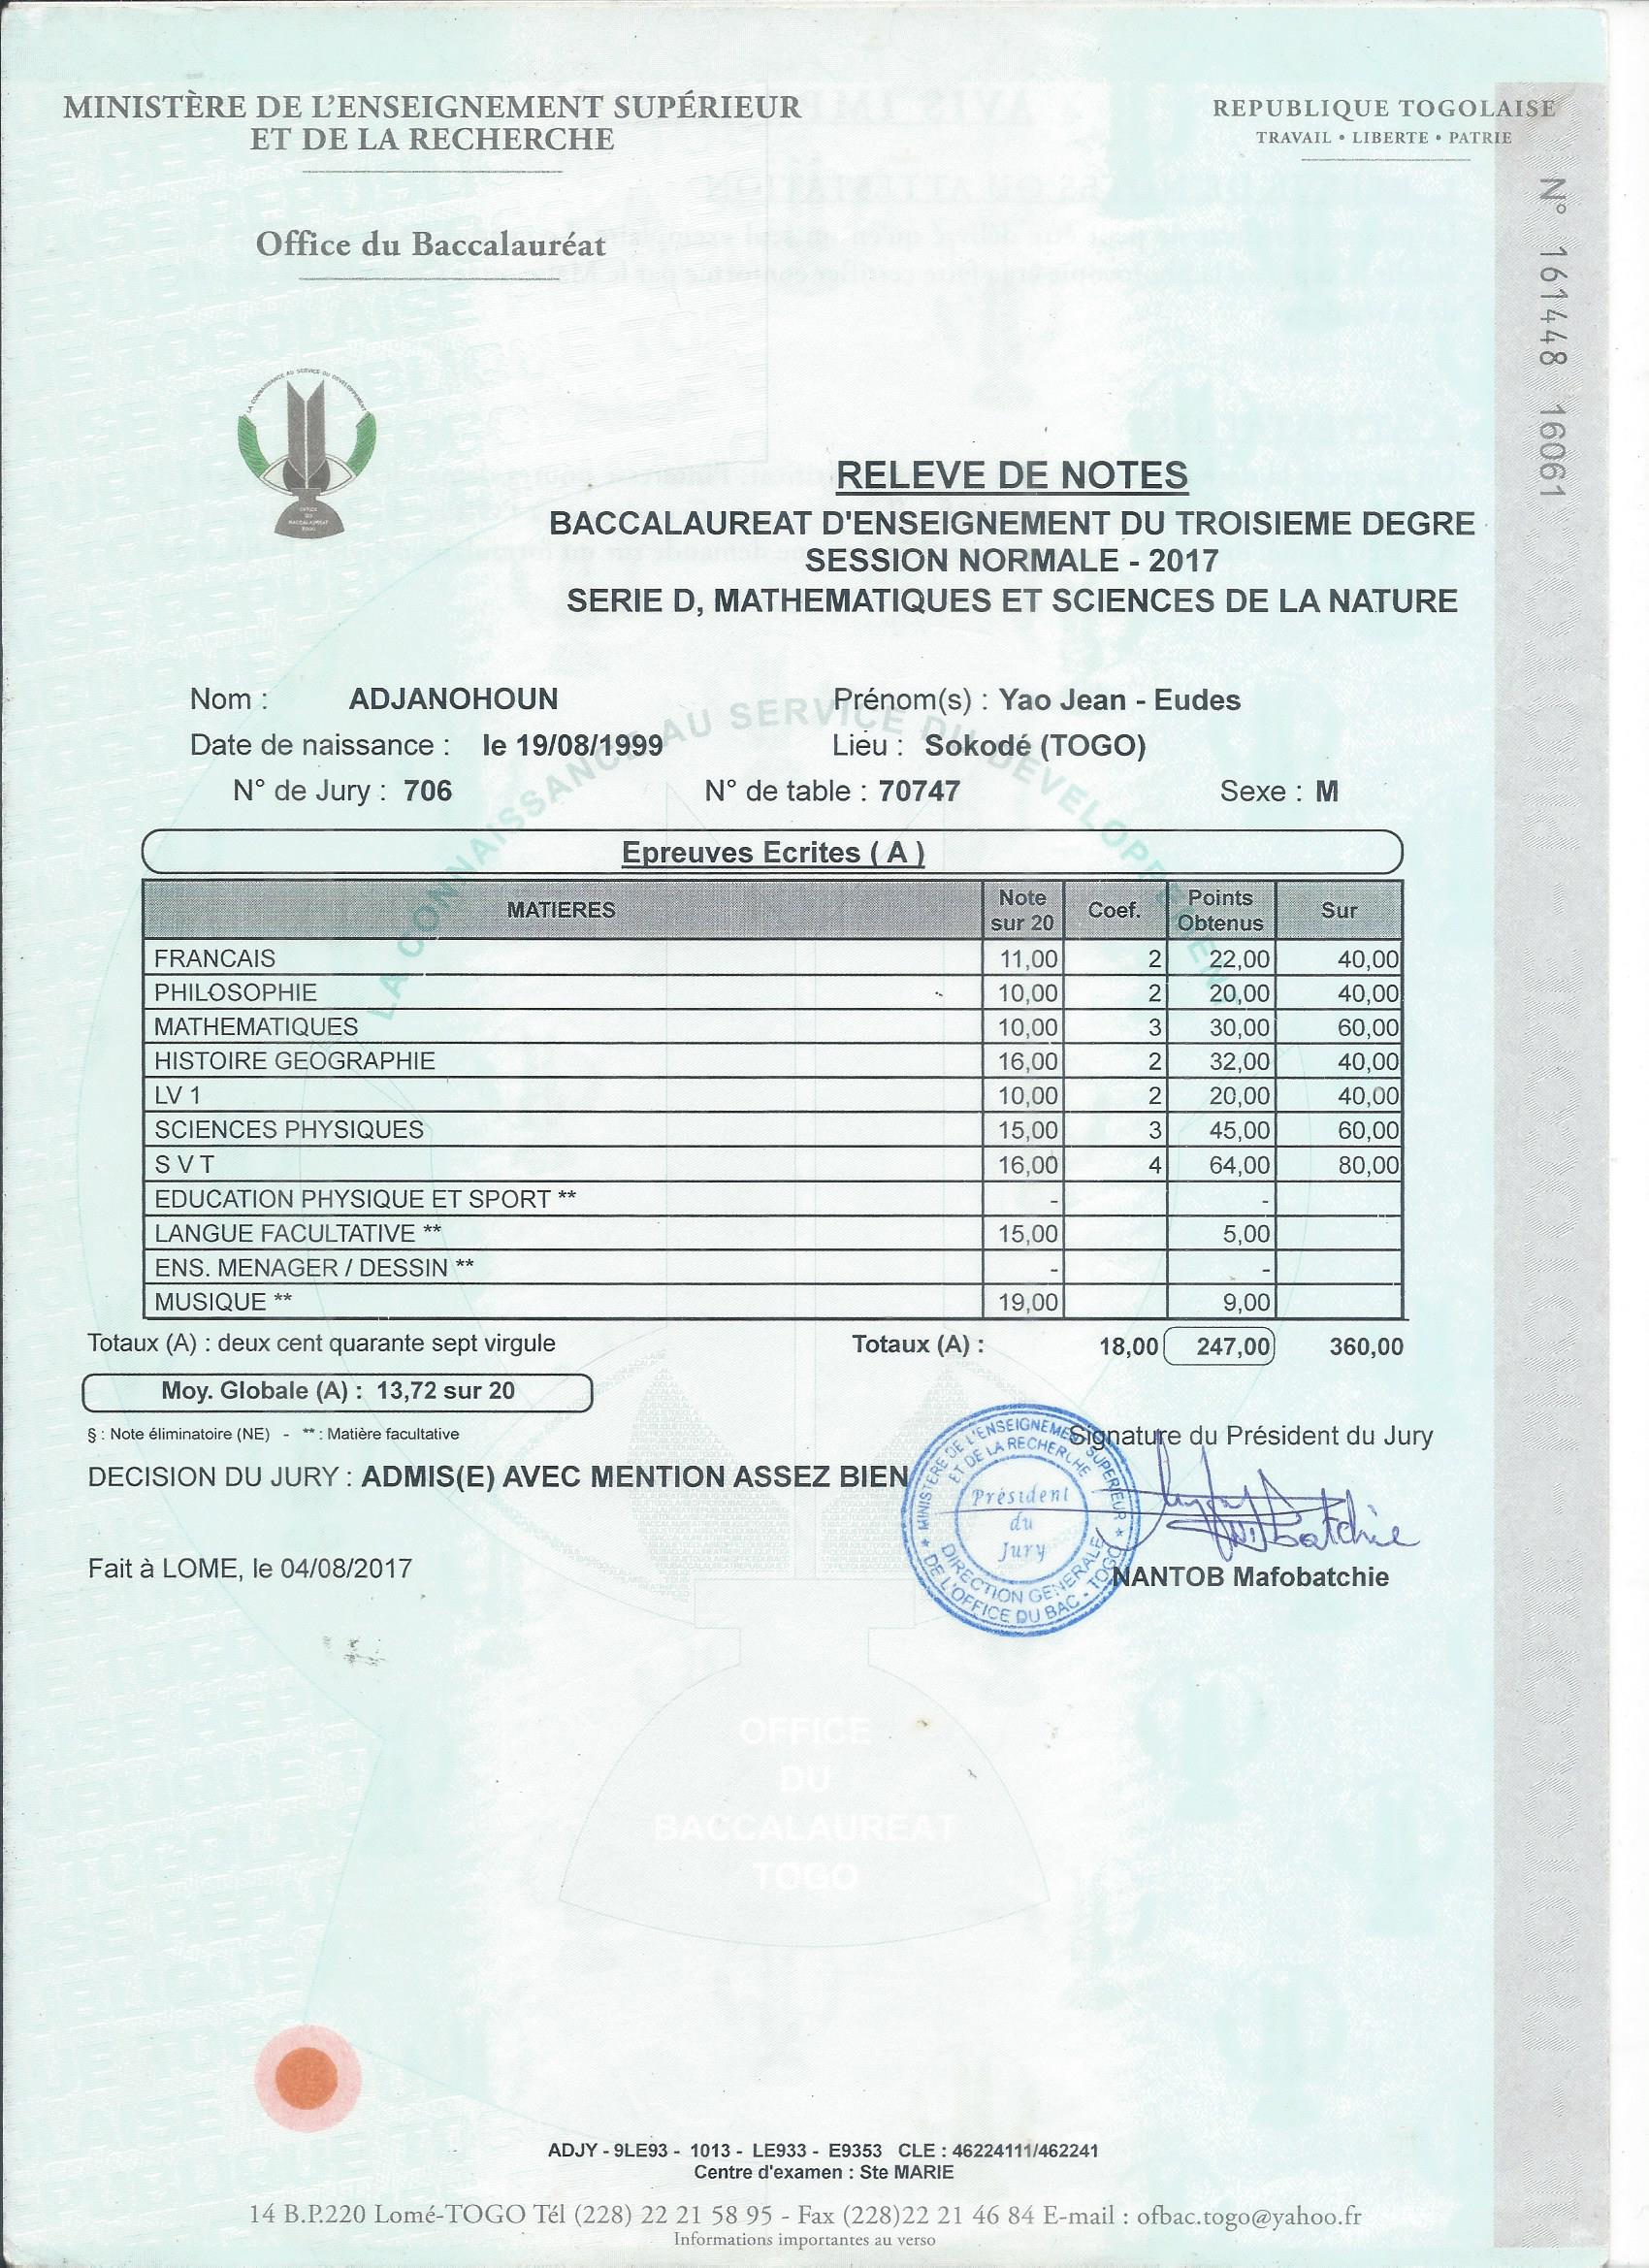 MINISTÈRE DE L'ENSEIGNEMENT SUPÉRIEUR
ET DE LA RECHERCHE
REPUBLIQUE TOGOLAISE
TRAVAIL • LIBERTE • PATRIE
Office du Baccalauréat
N° 161448 16061
LA CONNAISSANCE AU SERVICE DU DEVELOPPEMENT
OFFICE
DU
BACCALAUREAT
TOGO
RELEVE DE NOTES
BACCALAUREAT D'ENSEIGNEMENT DU TROISIEME DEGRE
SESSION NORMALE - 2017
SERIE D, MATHEMATIQUES ET SCIENCES DE LA NATURE
Nom : ADJANOHOUN Prénom(s) : Yao Jean - Eudes
Date de naissance : le 19/08/1999 Lieu : Sokodé (TOGO)
N° de Jury : 706 N° de table : 70747 Sexe : M
LA CONNAISSANCE AU SERVICE DU DEVELOPPEMENT
Epreuves Ecrites ( A )
MATIERES Note sur 20 Coef. Points Obtenus Sur
FRANCAIS 11,00 2 22,00 40,00
PHILOSOPHIE 10,00 2 20,00 40,00
MATHEMATIQUES 10,00 3 30,00 60,00
HISTOIRE GEOGRAPHIE 16,00 2 32,00 40,00
LV 1 10,00 2 20,00 40,00
SCIENCES PHYSIQUES 15,00 3 45,00 60,00
S V T 16,00 4 64,00 80,00
EDUCATION PHYSIQUE ET SPORT ** - -
LANGUE FACULTATIVE ** 15,00 5,00
ENS. MENAGER / DESSIN ** - -
MUSIQUE ** 19,00 9,00
Totaux (A) : deux cent quarante sept virgule Totaux (A) : 18,00 247,00 360,00
Moy. Globale (A) : 13,72 sur 20
§ : Note éliminatoire (NE) - ** : Matière facultative
Signature du Président du Jury
DECISION DU JURY : ADMIS(E) AVEC MENTION ASSEZ BIEN
MINISTERE DE L'ENSEIGNEMENT SUPERIEUR
ET DE LA RECHERCHE
Président
du
Jury
DIRECTION GENERALE
DE L'OFFICE DU BAC - TOGO
Fait à LOME, le 04/08/2017
NANTOB Mafobatchie
OFFICE
DU
BACCALAUREAT
TOGO
ADJY - 9LE93 - 1013 - LE933 - E9353 CLE : 46224111/462241
Centre d'examen : Ste MARIE
14 B.P.220 Lomé-TOGO Tél (228) 22 21 58 95 - Fax (228)22 21 46 84 E-mail : ofbac.togo@yahoo.fr
Informations importantes au verso